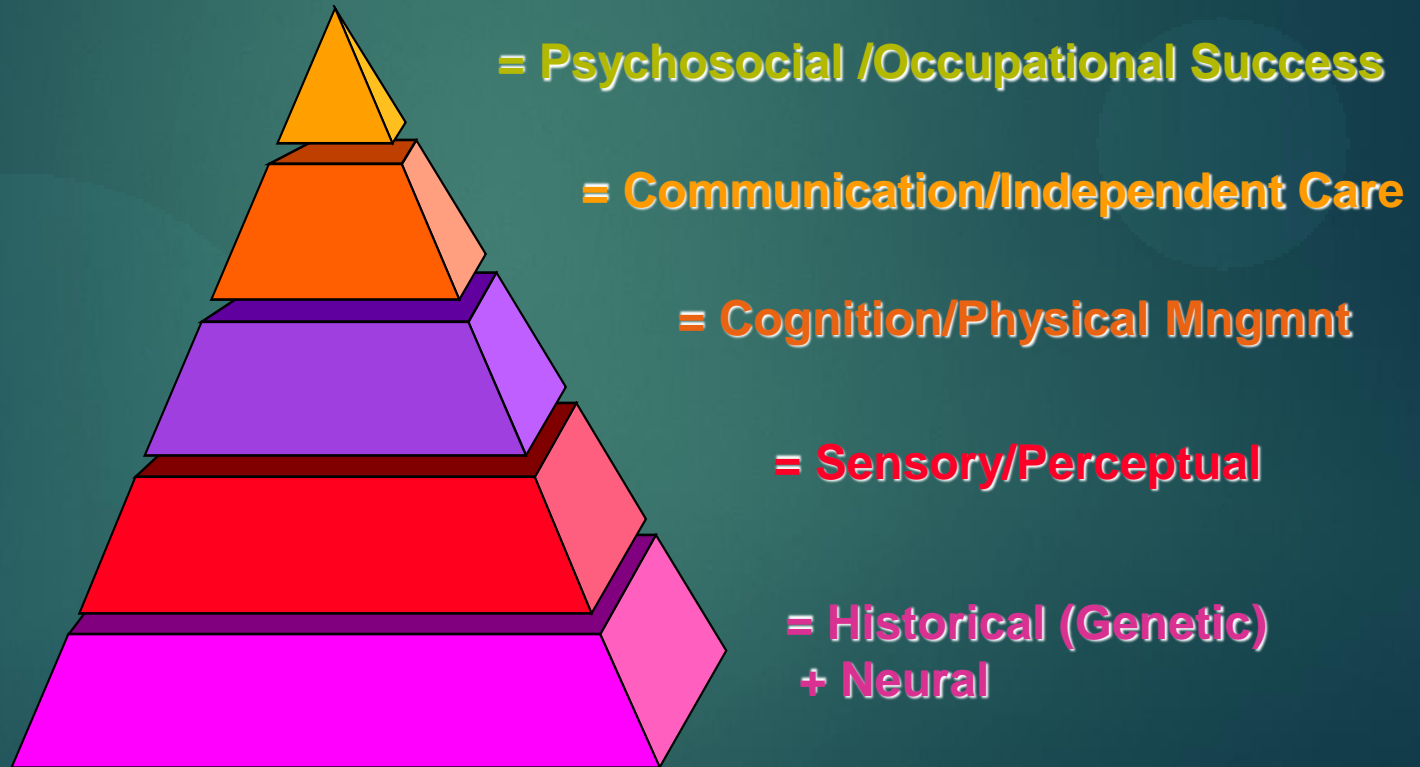 = Psychosocial /Occupational Success
= Communication/Independent Care
= Cognition/Physical Mngmnt
= Sensory/Perceptual
= Historical (Genetic)
+ Neural